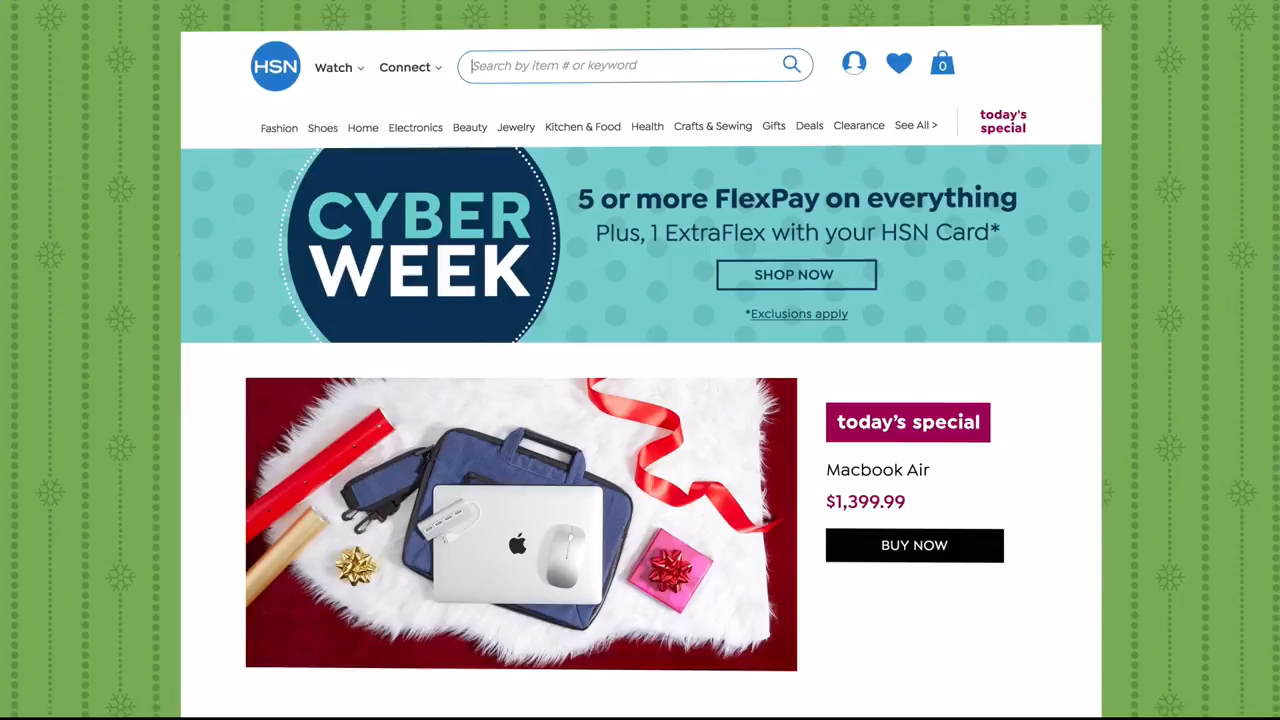 HSN
Watch
Connect
Search by item # or keyword
0
Fashion Shoes Home Electronics Beauty Jewelry Kitchen & Food Health Crafts & Sewing Gifts Deals Clearance See All >
today's
special
CYBER
WEEK
5 or more FlexPay on everything
Plus, 1 ExtraFlex with your HSN Card*
SHOP NOW
*Exclusions apply
today's special
Macbook Air
$1,399.99
BUY NOW